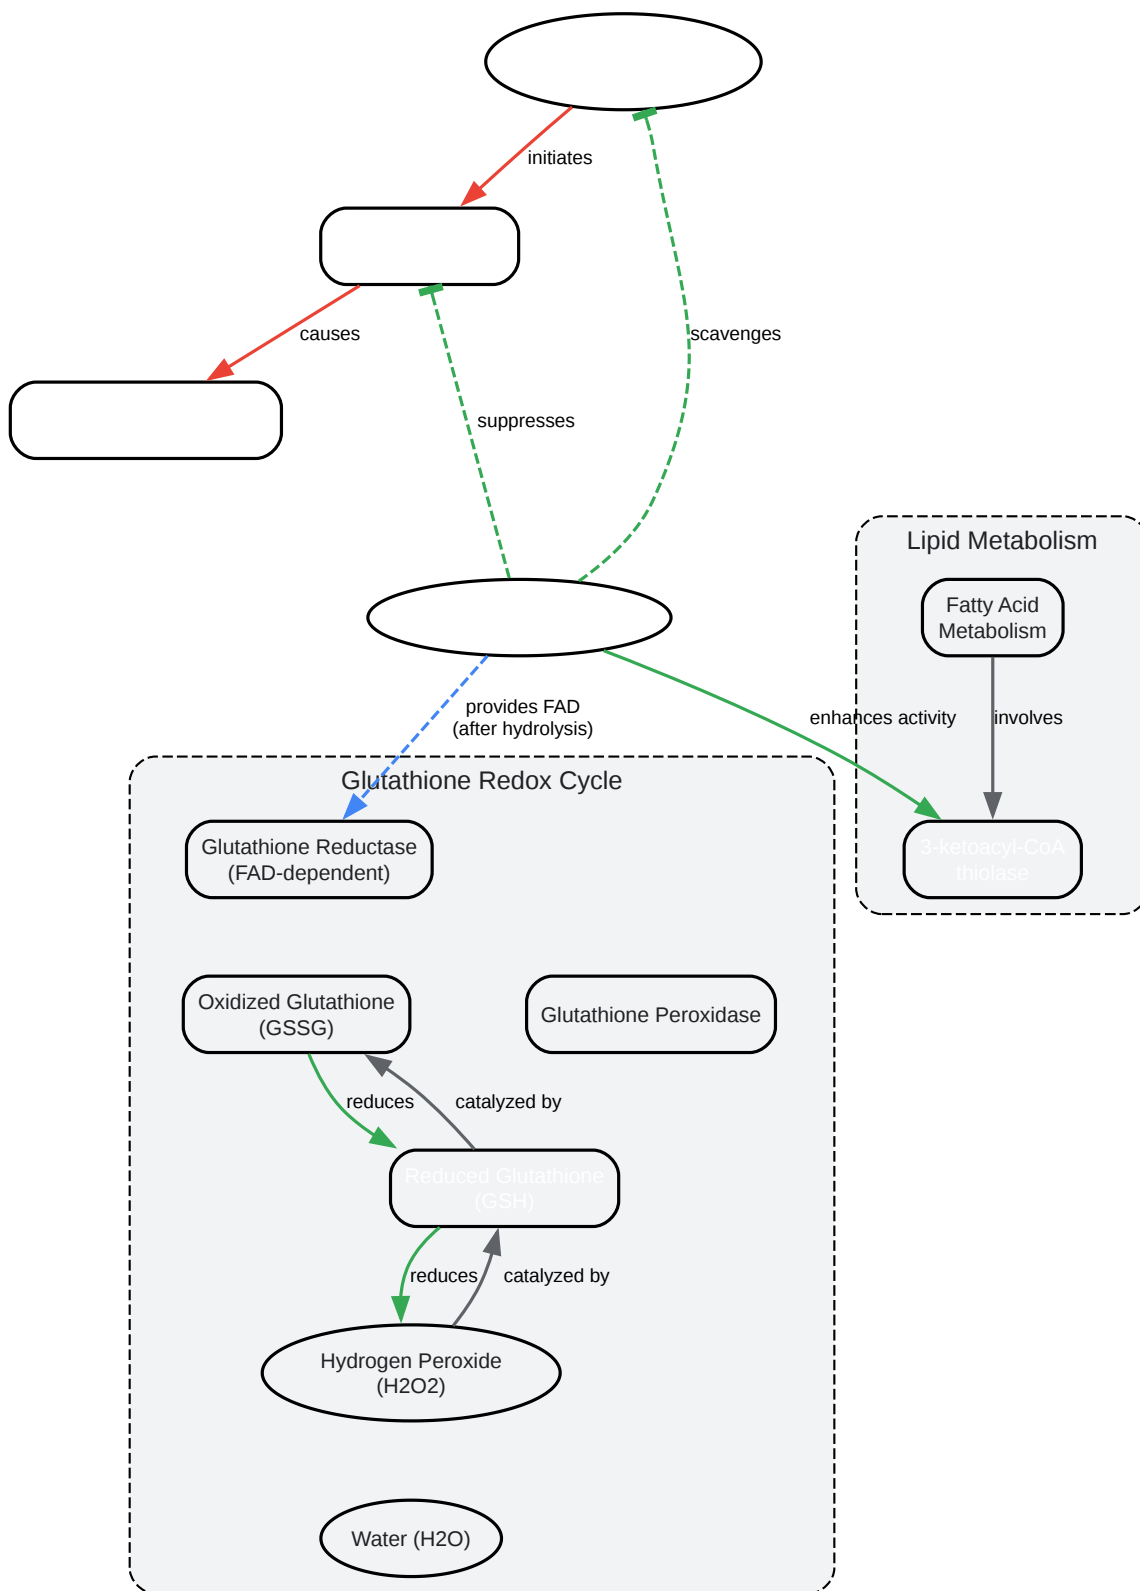 initiates
causes
scavenges
suppresses
Lipid Metabolism
Fatty Acid
Metabolism
provides FAD
(after hydrolysis)
enhances activity
involves
Glutathione Redox Cycle
Glutathione Reductase
(FAD-dependent)
3-ketoacyl-CoA
thiolase
Oxidized Glutathione
(GSSG)
Glutathione Peroxidase
reduces
catalyzed by
Reduced Glutathione
(GSH)
reduces
catalyzed by
Hydrogen Peroxide
(H2O2)
Water (H2O)